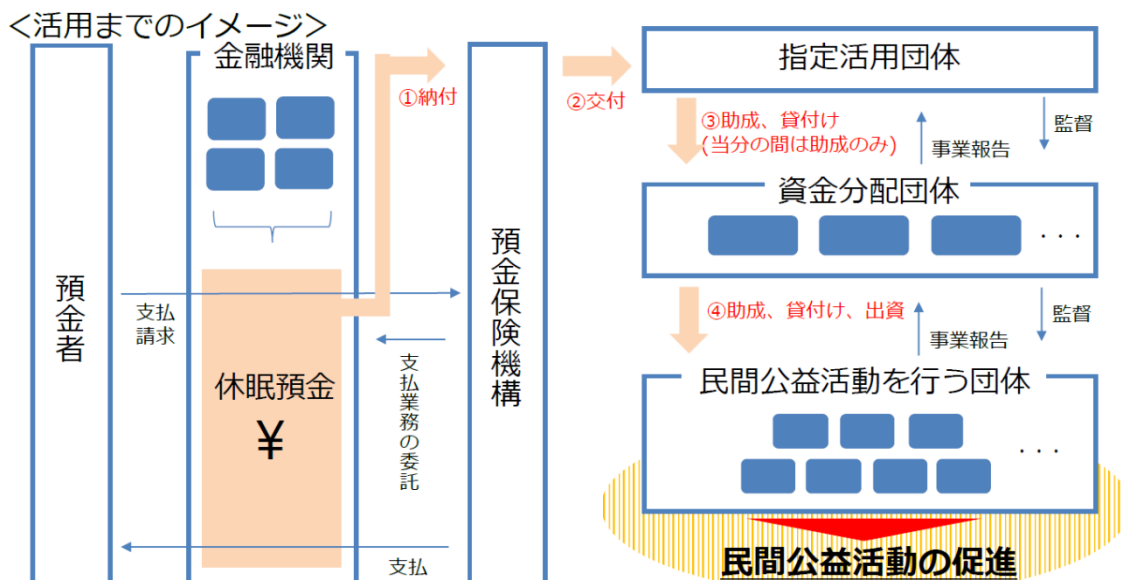 ＜活用までのイメージ＞
預金者
金融機関
休眠預金
¥
支払
請求
①納付
支払業務の委託
支払
預金保険機構
②交付
指定活用団体
③助成、貸付け
(当分の間は助成のみ)
事業報告
監督
資金分配団体
・・・
④助成、貸付け、出資
事業報告
監督
民間公益活動を行う団体
・・・
民間公益活動の促進